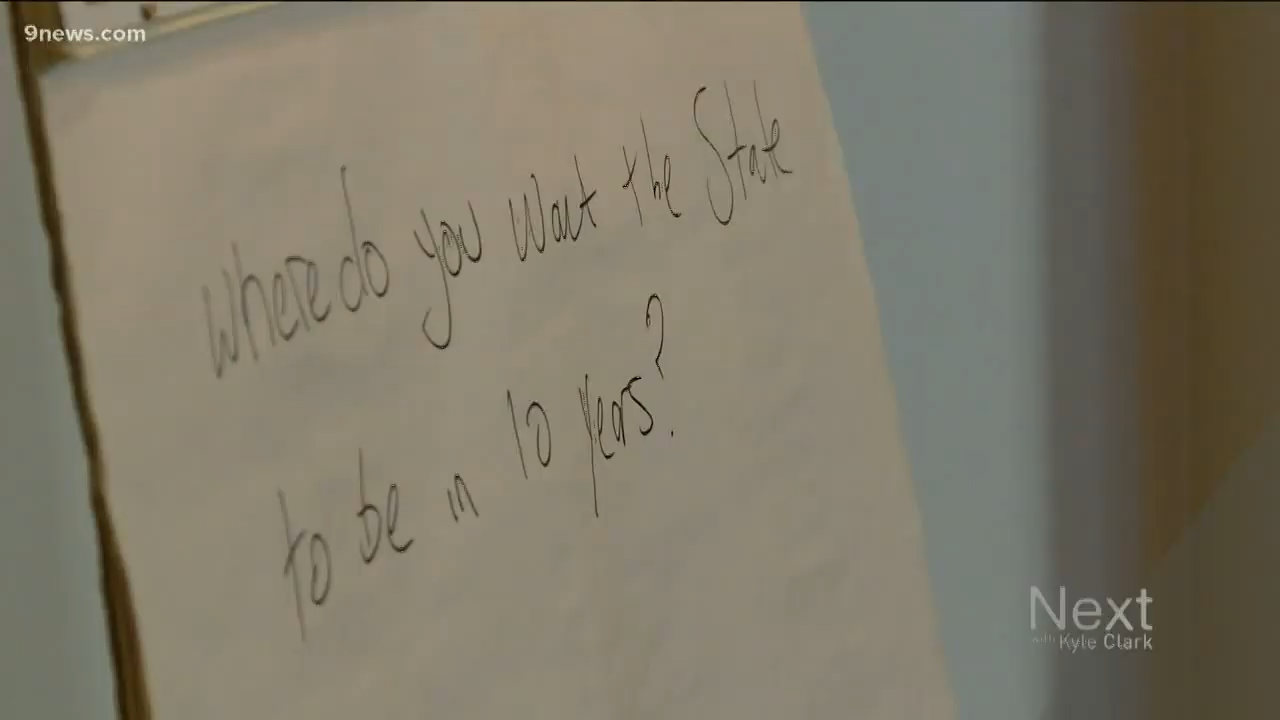 9news.com
where do you want the State
to be in 10 years?
Next
with Kyle Clark